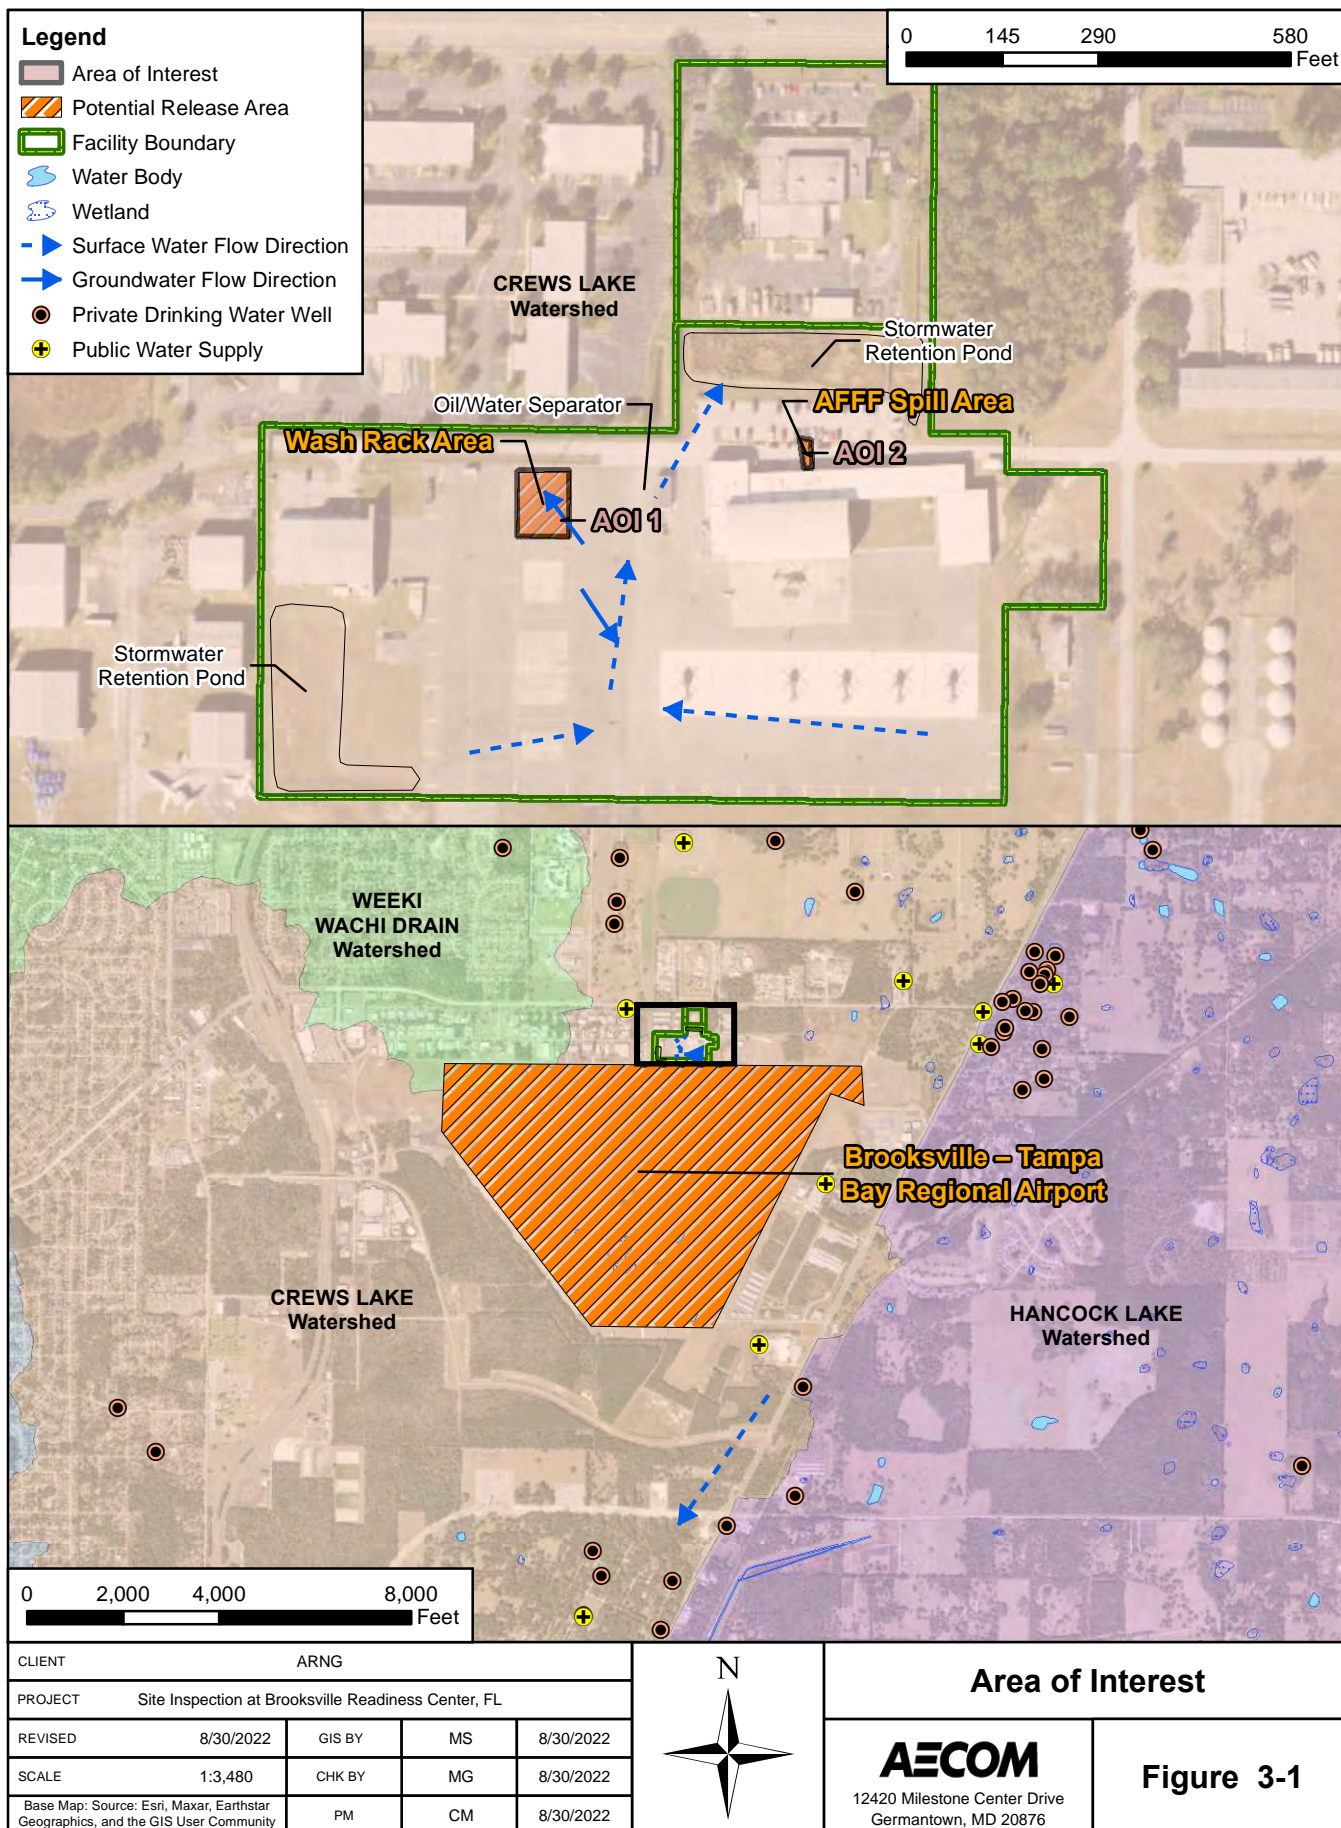 Legend
Area of Interest
Potential Release Area
Facility Boundary
Water Body
Wetland
Surface Water Flow Direction
Groundwater Flow Direction
Private Drinking Water Well
Public Water Supply
0 145 290 580
Feet
CREWS LAKE
Watershed
Stormwater
Retention Pond
Oil/Water Separator
AFFF Spill Area
Wash Rack Area
AOI 2
AOI 1
Stormwater
Retention Pond
WEEKI
WACHI DRAIN
Watershed
Brooksville – Tampa
Bay Regional Airport
CREWS LAKE
Watershed
HANCOCK LAKE
Watershed
0 2,000 4,000 8,000
Feet
CLIENT ARNG
PROJECT Site Inspection at Brooksville Readiness Center, FL
REVISED 8/30/2022 GIS BY MS 8/30/2022
SCALE 1:3,480 CHK BY MG 8/30/2022
Base Map: Source: Esri, Maxar, Earthstar
Geographics, and the GIS User Community
PM CM 8/30/2022
N
Area of Interest
AECOM
12420 Milestone Center Drive
Germantown, MD 20876
Figure 3-1